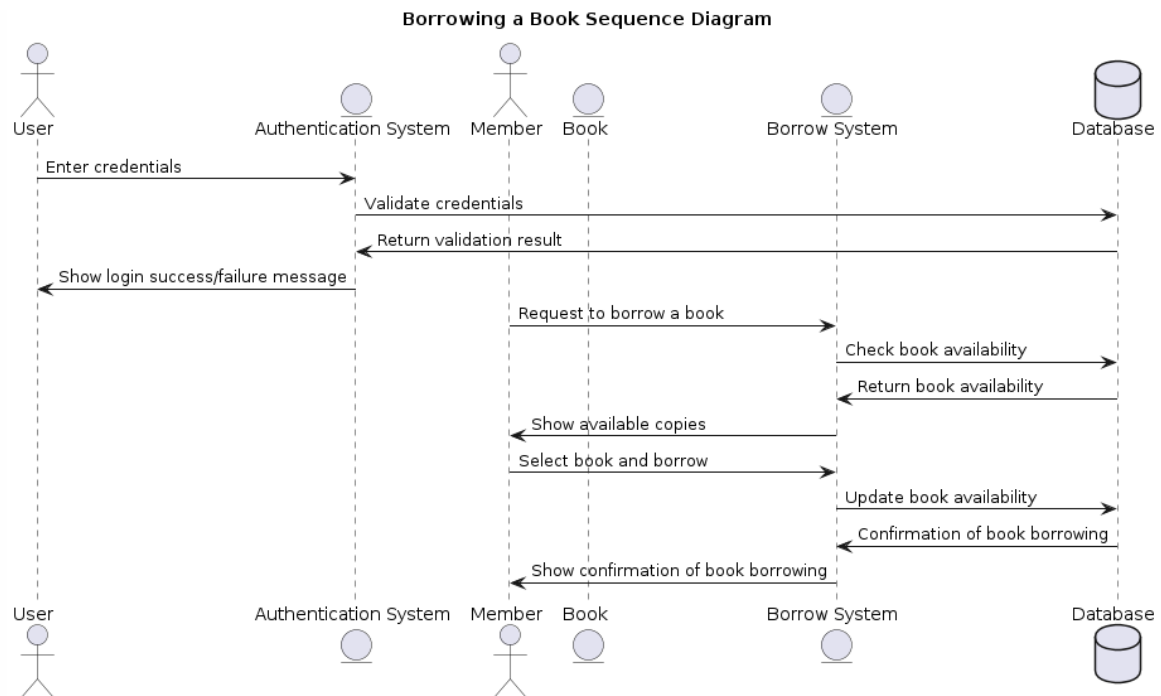 Borrowing a Book Sequence Diagram
User
Authentication System
Member
Book
Borrow System
Database
Enter credentials
Validate credentials
Return validation result
Show login success/failure message
Request to borrow a book
Check book availability
Return book availability
Show available copies
Select book and borrow
Update book availability
Confirmation of book borrowing
Show confirmation of book borrowing
User
Authentication System
Member
Book
Borrow System
Database